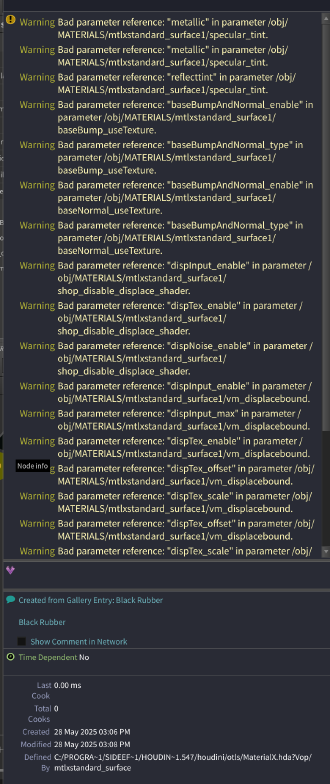 Warning Bad parameter reference: "metallic" in parameter /obj/
MATERIALS/mtlxstandard_surface1/specular_tint.
Warning Bad parameter reference: "metallic" in parameter /obj/
MATERIALS/mtlxstandard_surface1/specular_tint.
Warning Bad parameter reference: "reflecttint" in parameter /obj/
MATERIALS/mtlxstandard_surface1/specular_tint.
Warning Bad parameter reference: "baseBumpAndNormal_enable" in
parameter /obj/MATERIALS/mtlxstandard_surface1/
baseBump_useTexture.
Warning Bad parameter reference: "baseBumpAndNormal_type" in
parameter /obj/MATERIALS/mtlxstandard_surface1/
baseBump_useTexture.
Warning Bad parameter reference: "baseBumpAndNormal_enable" in
parameter /obj/MATERIALS/mtlxstandard_surface1/
baseNormal_useTexture.
Warning Bad parameter reference: "baseBumpAndNormal_type" in
parameter /obj/MATERIALS/mtlxstandard_surface1/
baseNormal_useTexture.
Warning Bad parameter reference: "dispInput_enable" in parameter /
obj/MATERIALS/mtlxstandard_surface1/
shop_disable_displace_shader.
Warning Bad parameter reference: "dispTex_enable" in parameter /
obj/MATERIALS/mtlxstandard_surface1/
shop_disable_displace_shader.
Warning Bad parameter reference: "dispNoise_enable" in parameter /
obj/MATERIALS/mtlxstandard_surface1/
shop_disable_displace_shader.
Warning Bad parameter reference: "dispInput_enable" in parameter /
obj/MATERIALS/mtlxstandard_surface1/vm_displacebound.
Warning Bad parameter reference: "dispInput_max" in parameter /
obj/MATERIALS/mtlxstandard_surface1/vm_displacebound.
Warning Bad parameter reference: "dispTex_enable" in parameter /
obj/MATERIALS/mtlxstandard_surface1/vm_displacebound.
Node info g Bad parameter reference: "dispTex_offset" in parameter /obj/
MATERIALS/mtlxstandard_surface1/vm_displacebound.
Warning Bad parameter reference: "dispTex_scale" in parameter /obj/
MATERIALS/mtlxstandard_surface1/vm_displacebound.
Warning Bad parameter reference: "dispTex_offset" in parameter /obj/
MATERIALS/mtlxstandard_surface1/vm_displacebound.
Warning Bad parameter reference: "dispTex_scale" in parameter /obj/
Created from Gallery Entry: Black Rubber
Black Rubber
Show Comment in Network
Time Dependent No
Last Cook 0.00 ms
Total Cooks 0
Created 28 May 2025 03:06 PM
Modified 28 May 2025 03:08 PM
Defined By C:/PROGRA~1/SIDEEF~1/HOUDIN~1.547/houdini/otls/MaterialX.hda?Vop/
mtlxstandard_surface